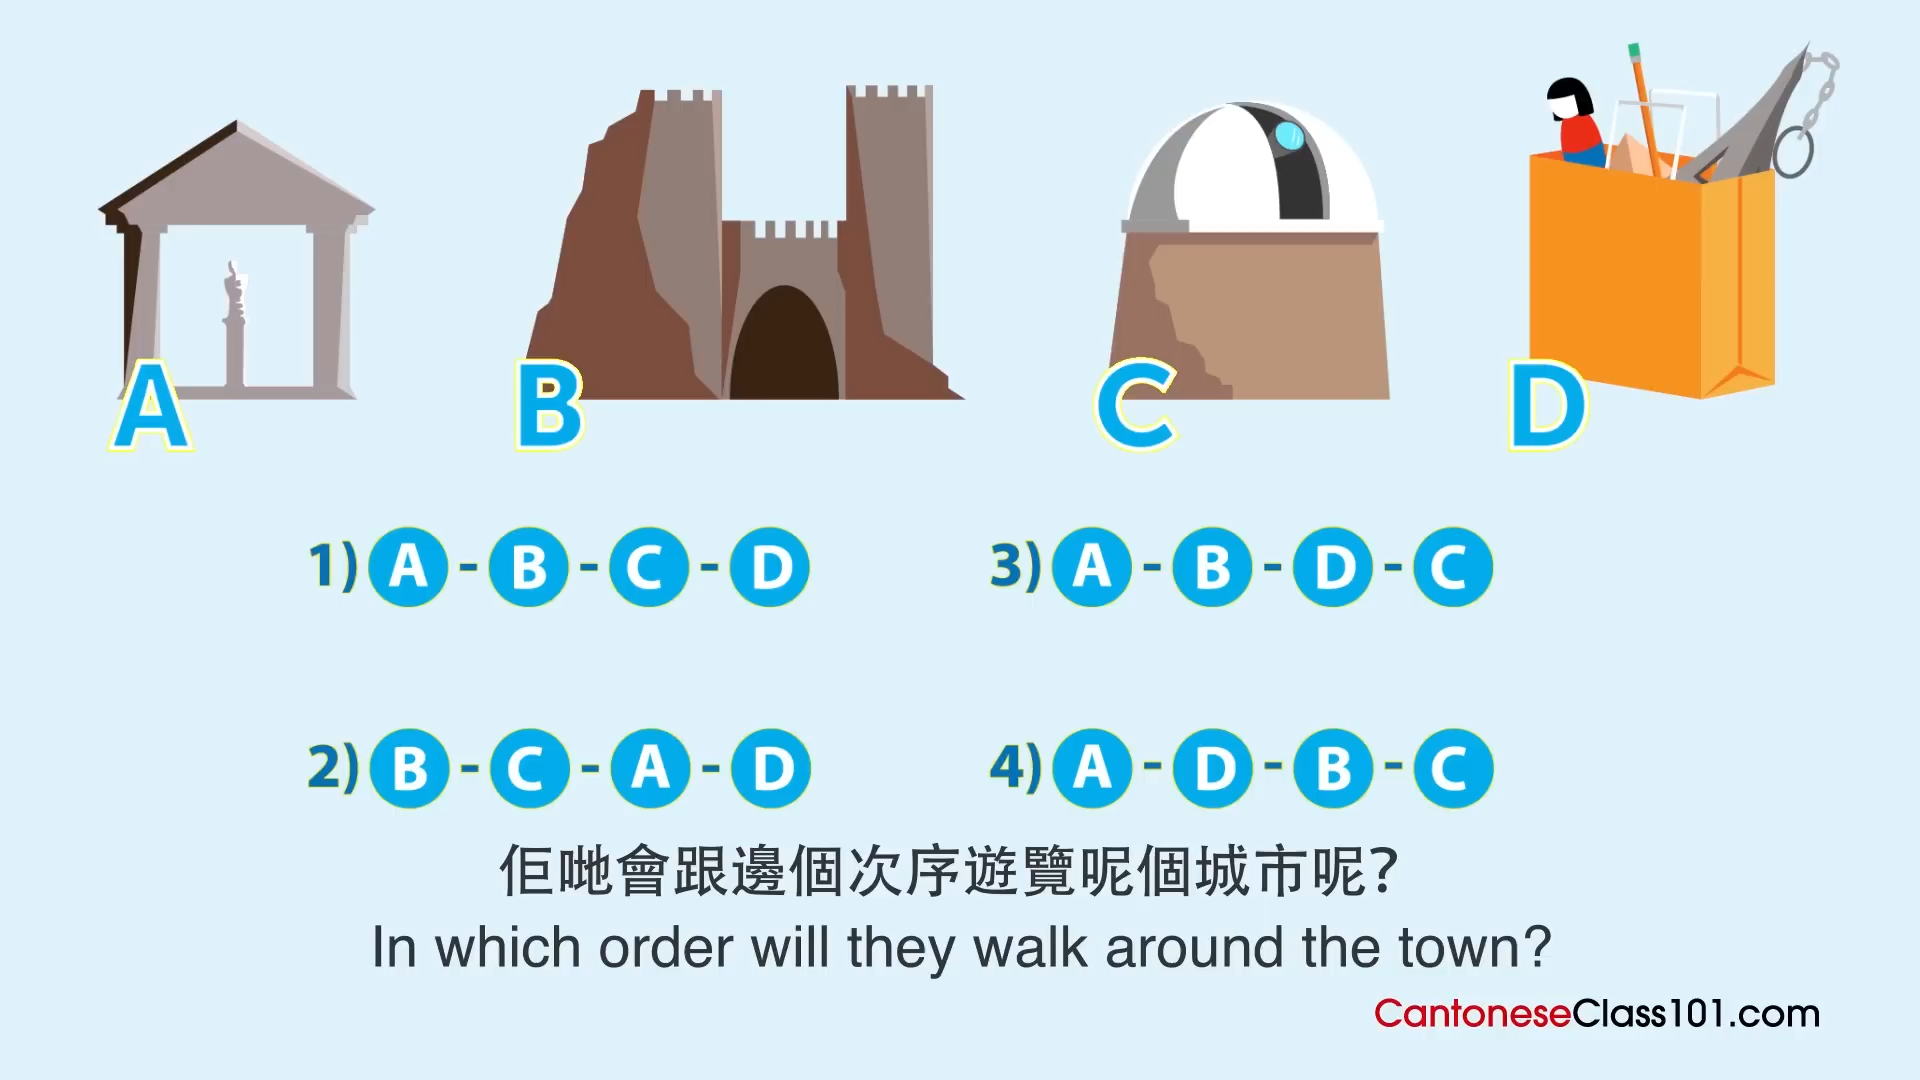 A B C D
1) A - B - C - D
3) A - B - D - C
2) B - C - A - D
4) A - D - B - C
佢哋會跟邊個次序遊覽呢個城市呢?
In which order will they walk around the town?
CantoneseClass101.com